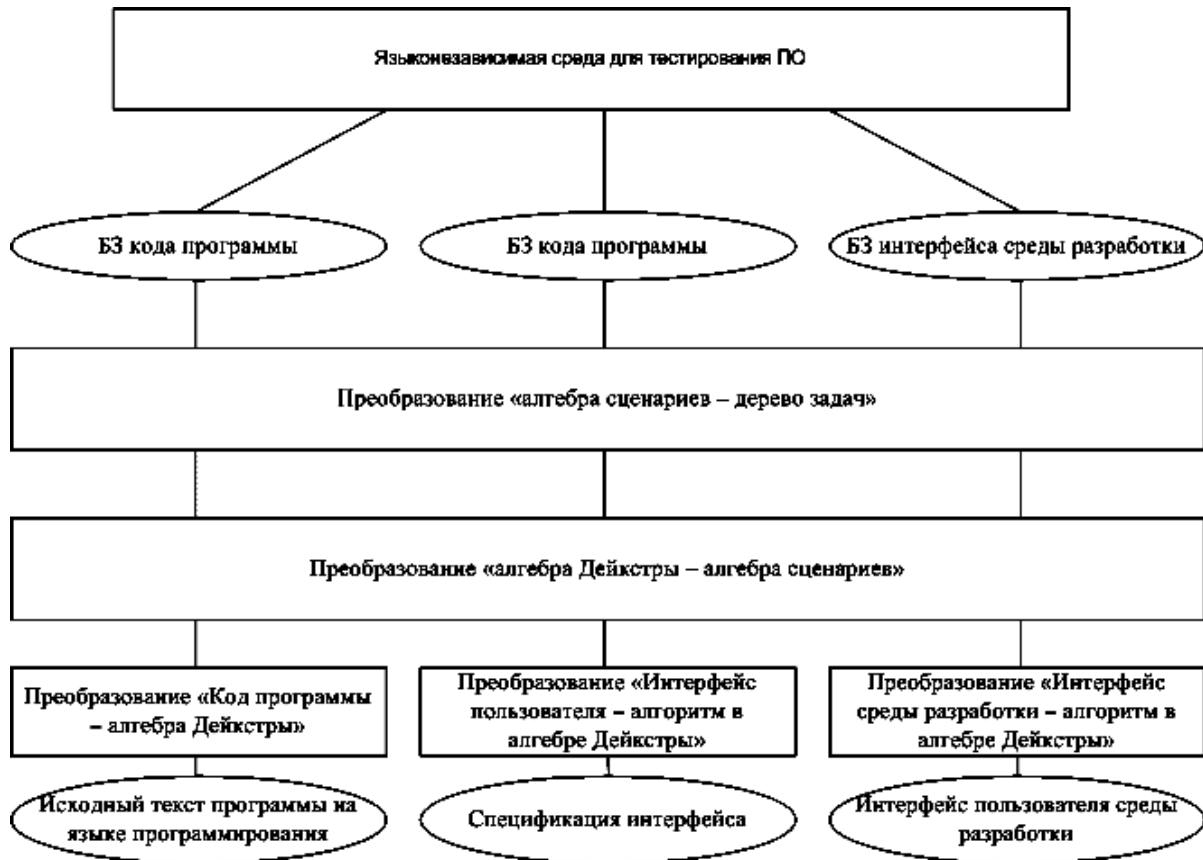 Языконезависимая среда для тестирования ПО
БЗ кода программы
БЗ кода программы
БЗ интерфейса среды разработки
Преобразование «алгебра сценариев – дерево задач»
Преобразование «алгебра Дейкстры – алгебра сценариев»
Преобразование «Код программы
– алгебра Дейкстры»
Преобразование «Интерфейс
пользователя – алгоритм в
алгебре Дейкстры»
Преобразование «Интерфейс
среды разработки – алгоритм в
алгебре Дейкстры»
Исходный текст программы на
языке программирования
Спецификация интерфейса
Интерфейс пользователя среды
разработки